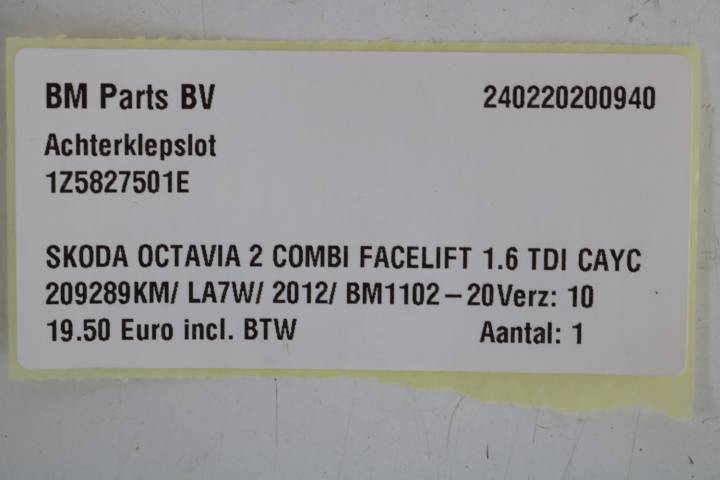 BM Parts BV 240220200940
Achterklepslot
1Z5827501E
SKODA OCTAVIA 2 COMBI FACELIFT 1.6 TDI CAYC
209289KM/ LA7W/ 2012/ BM1102-20Verz: 10
19.50 Euro incl. BTW Aantal: 1